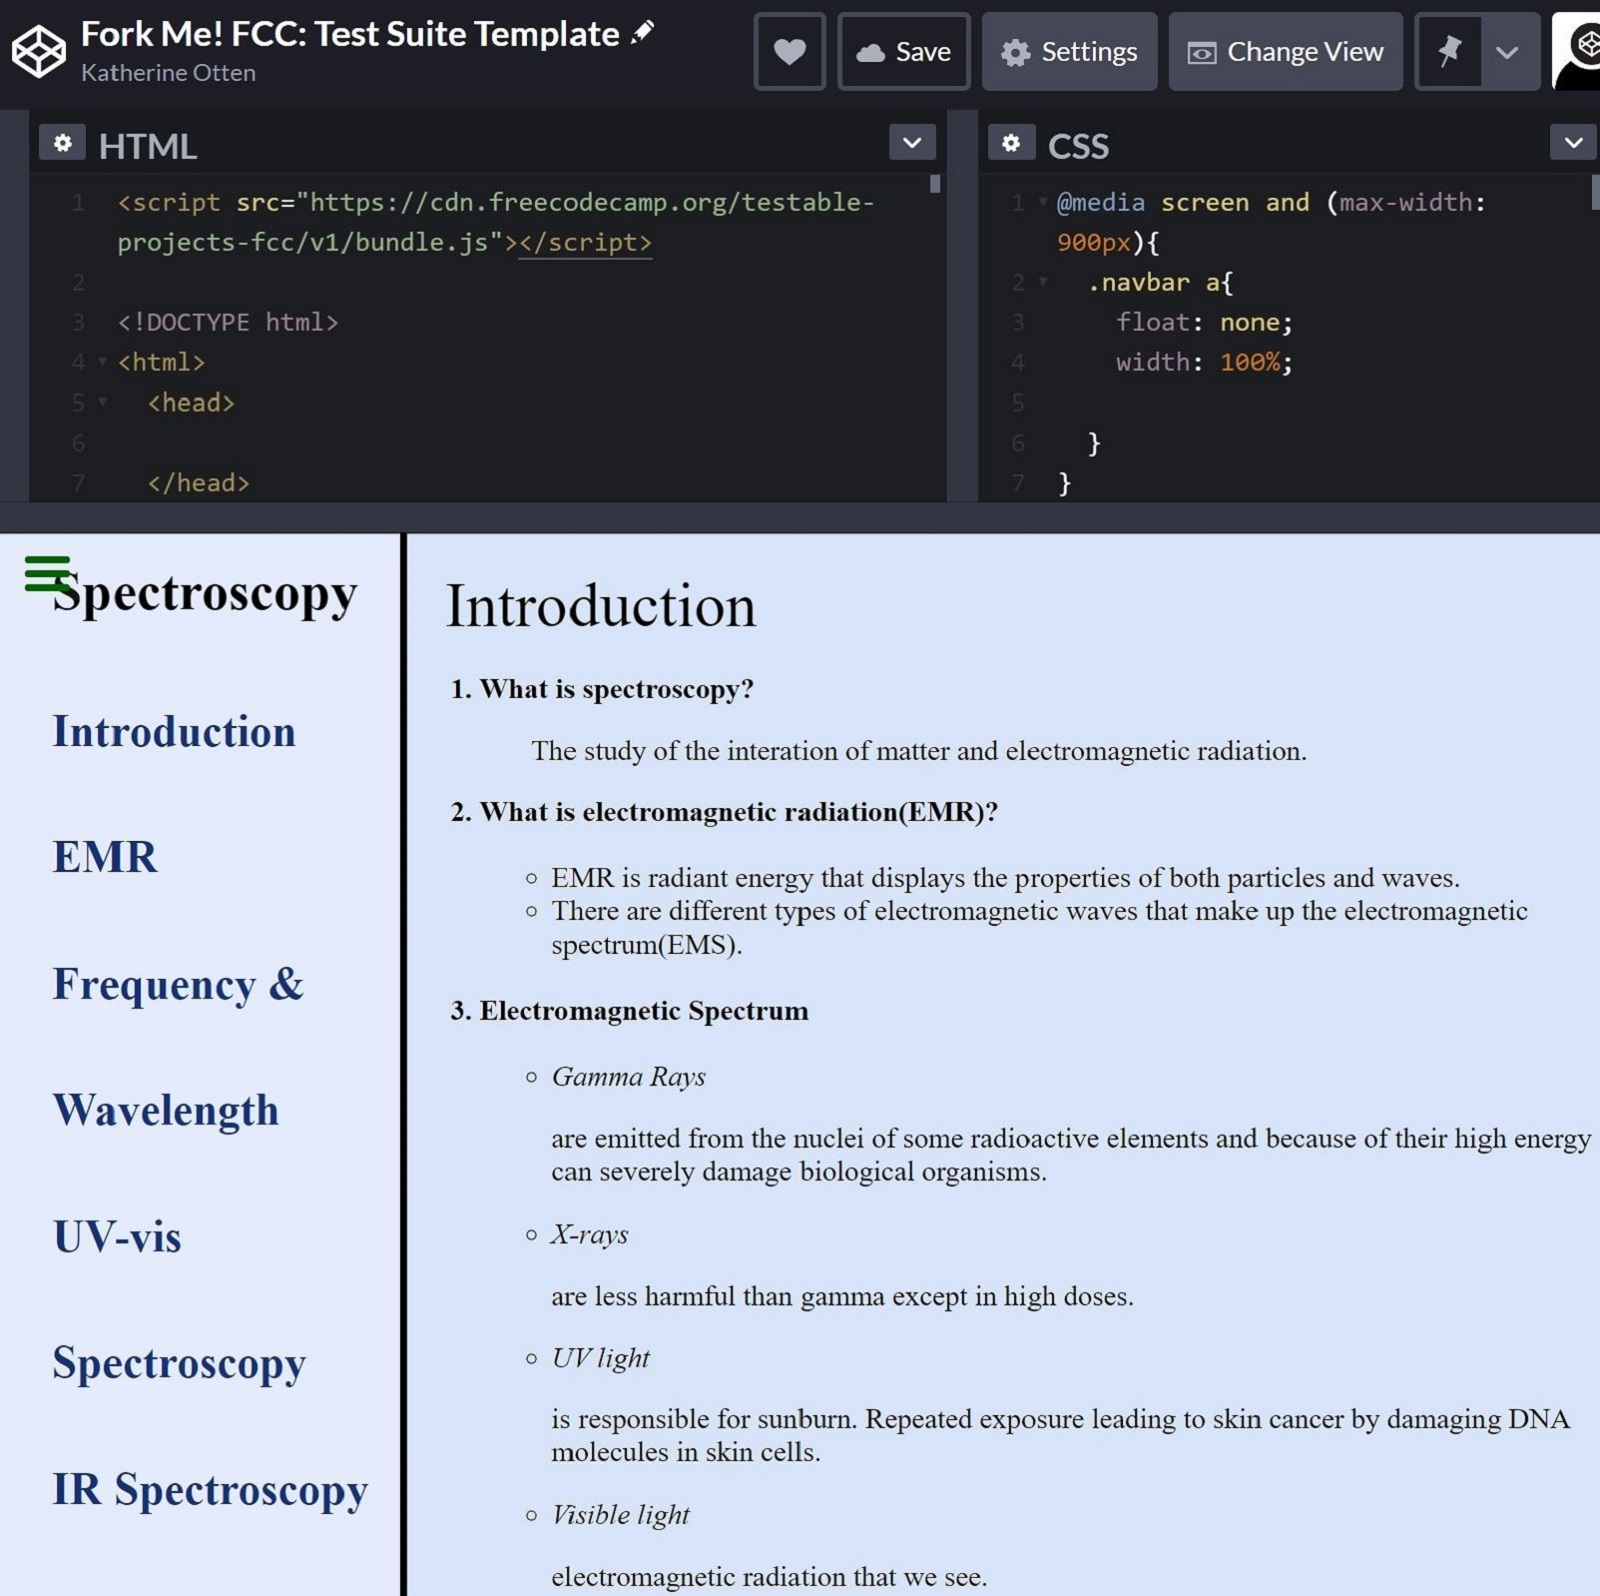 Fork Me! FCC: Test Suite Template
Katherine Otten
Save
Settings
Change View
HTML
1 <script src="https://cdn.freecodecamp.org/testable-
projects-fcc/v1/bundle.js"></script>
2
3 <!DOCTYPE html>
4 <html>
5 <head>
6
7 </head>
CSS
1 @media screen and (max-width:
900px){
2 .navbar a{
3 float: none;
4 width: 100%;
5
6 }
7 }
Spectroscopy
Introduction
EMR
Frequency &
Wavelength
UV-vis
Spectroscopy
IR Spectroscopy
Introduction
1. What is spectroscopy?
The study of the interation of matter and electromagnetic radiation.
2. What is electromagnetic radiation(EMR)?
EMR is radiant energy that displays the properties of both particles and waves.
There are different types of electromagnetic waves that make up the electromagnetic
spectrum(EMS).
3. Electromagnetic Spectrum
Gamma Rays
are emitted from the nuclei of some radioactive elements and because of their high energy
can severely damage biological organisms.
X-rays
are less harmful than gamma except in high doses.
UV light
is responsible for sunburn. Repeated exposure leading to skin cancer by damaging DNA
molecules in skin cells.
Visible light
electromagnetic radiation that we see.